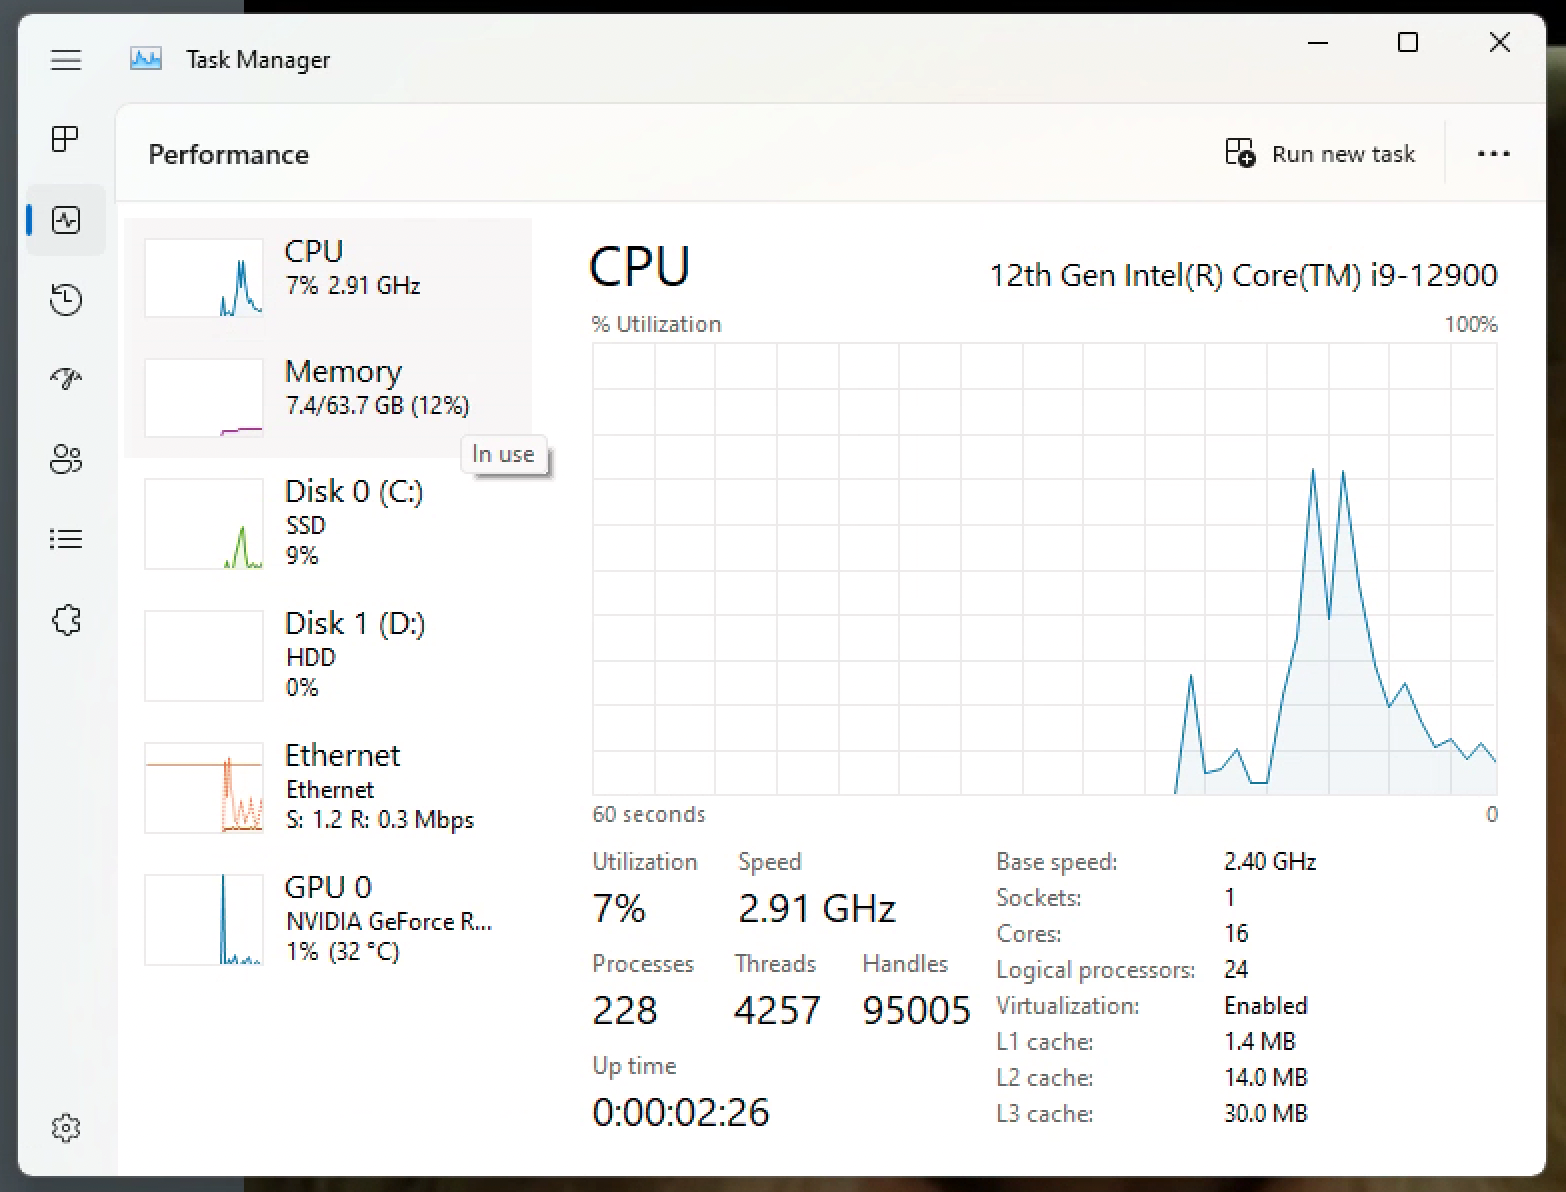 Task Manager
Performance
Run new task
CPU
7% 2.91 GHz
Memory
7.4/63.7 GB (12%)
In use
Disk 0 (C:)
SSD
9%
Disk 1 (D:)
HDD
0%
Ethernet
Ethernet
S: 1.2 R: 0.3 Mbps
GPU 0
NVIDIA GeForce R...
1% (32 °C)
CPU
12th Gen Intel(R) Core(TM) i9-12900
% Utilization
100%
60 seconds
0
Utilization
Speed
7%
2.91 GHz
Processes
Threads
Handles
228
4257
95005
Up time
0:00:02:26
Base speed: 2.40 GHz
Sockets: 1
Cores: 16
Logical processors: 24
Virtualization: Enabled
L1 cache: 1.4 MB
L2 cache: 14.0 MB
L3 cache: 30.0 MB